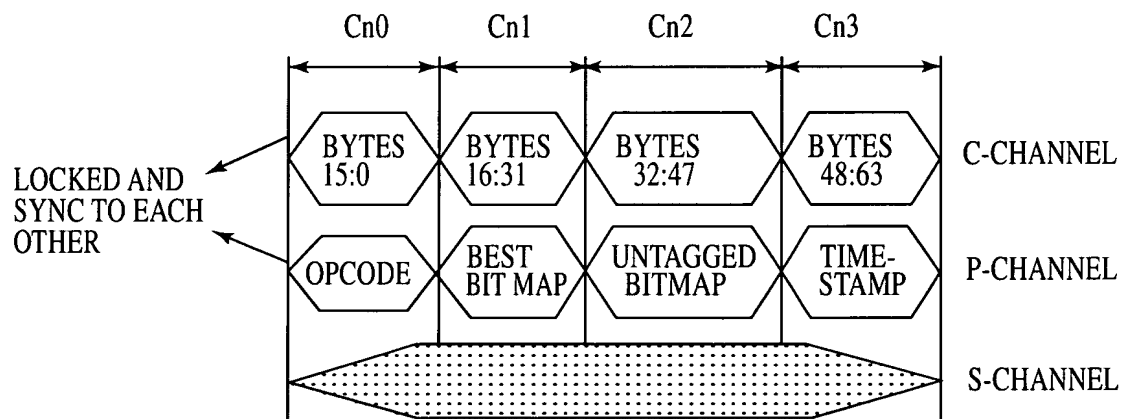 Cn0 Cn1 Cn2 Cn3
BYTES
15:0
BYTES
16:31
BYTES
32:47
BYTES
48:63
C-CHANNEL
LOCKED AND
SYNC TO EACH
OTHER
OPCODE
BEST
BIT MAP
UNTAGGED
BITMAP
TIME-
STAMP
P-CHANNEL
S-CHANNEL